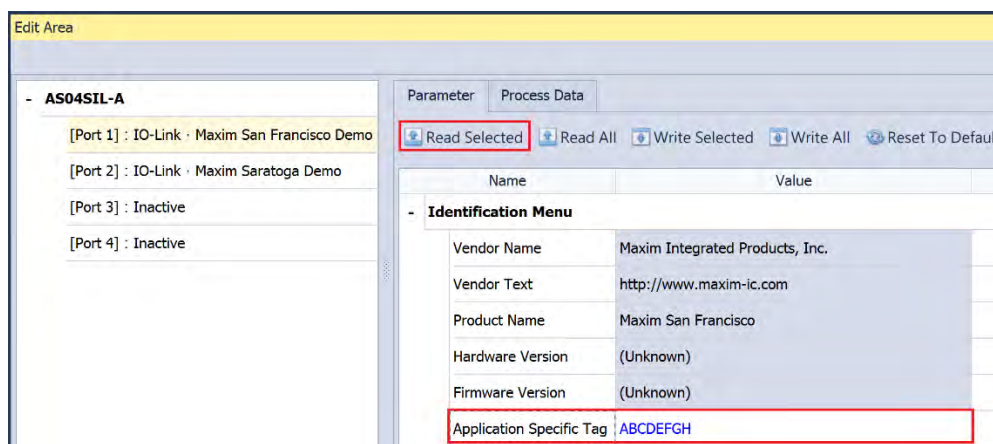 Edit Area
- AS04SIL-A
[Port 1] : IO-Link · Maxim San Francisco Demo
[Port 2] : IO-Link · Maxim Saratoga Demo
[Port 3] : Inactive
[Port 4] : Inactive
Parameter Process Data
Read Selected Read All Write Selected Write All Reset To Defaul
Name Value
- Identification Menu
Vendor Name Maxim Integrated Products, Inc.
Vendor Text http://www.maxim-ic.com
Product Name Maxim San Francisco
Hardware Version (Unknown)
Firmware Version (Unknown)
Application Specific Tag ABCDEFGH